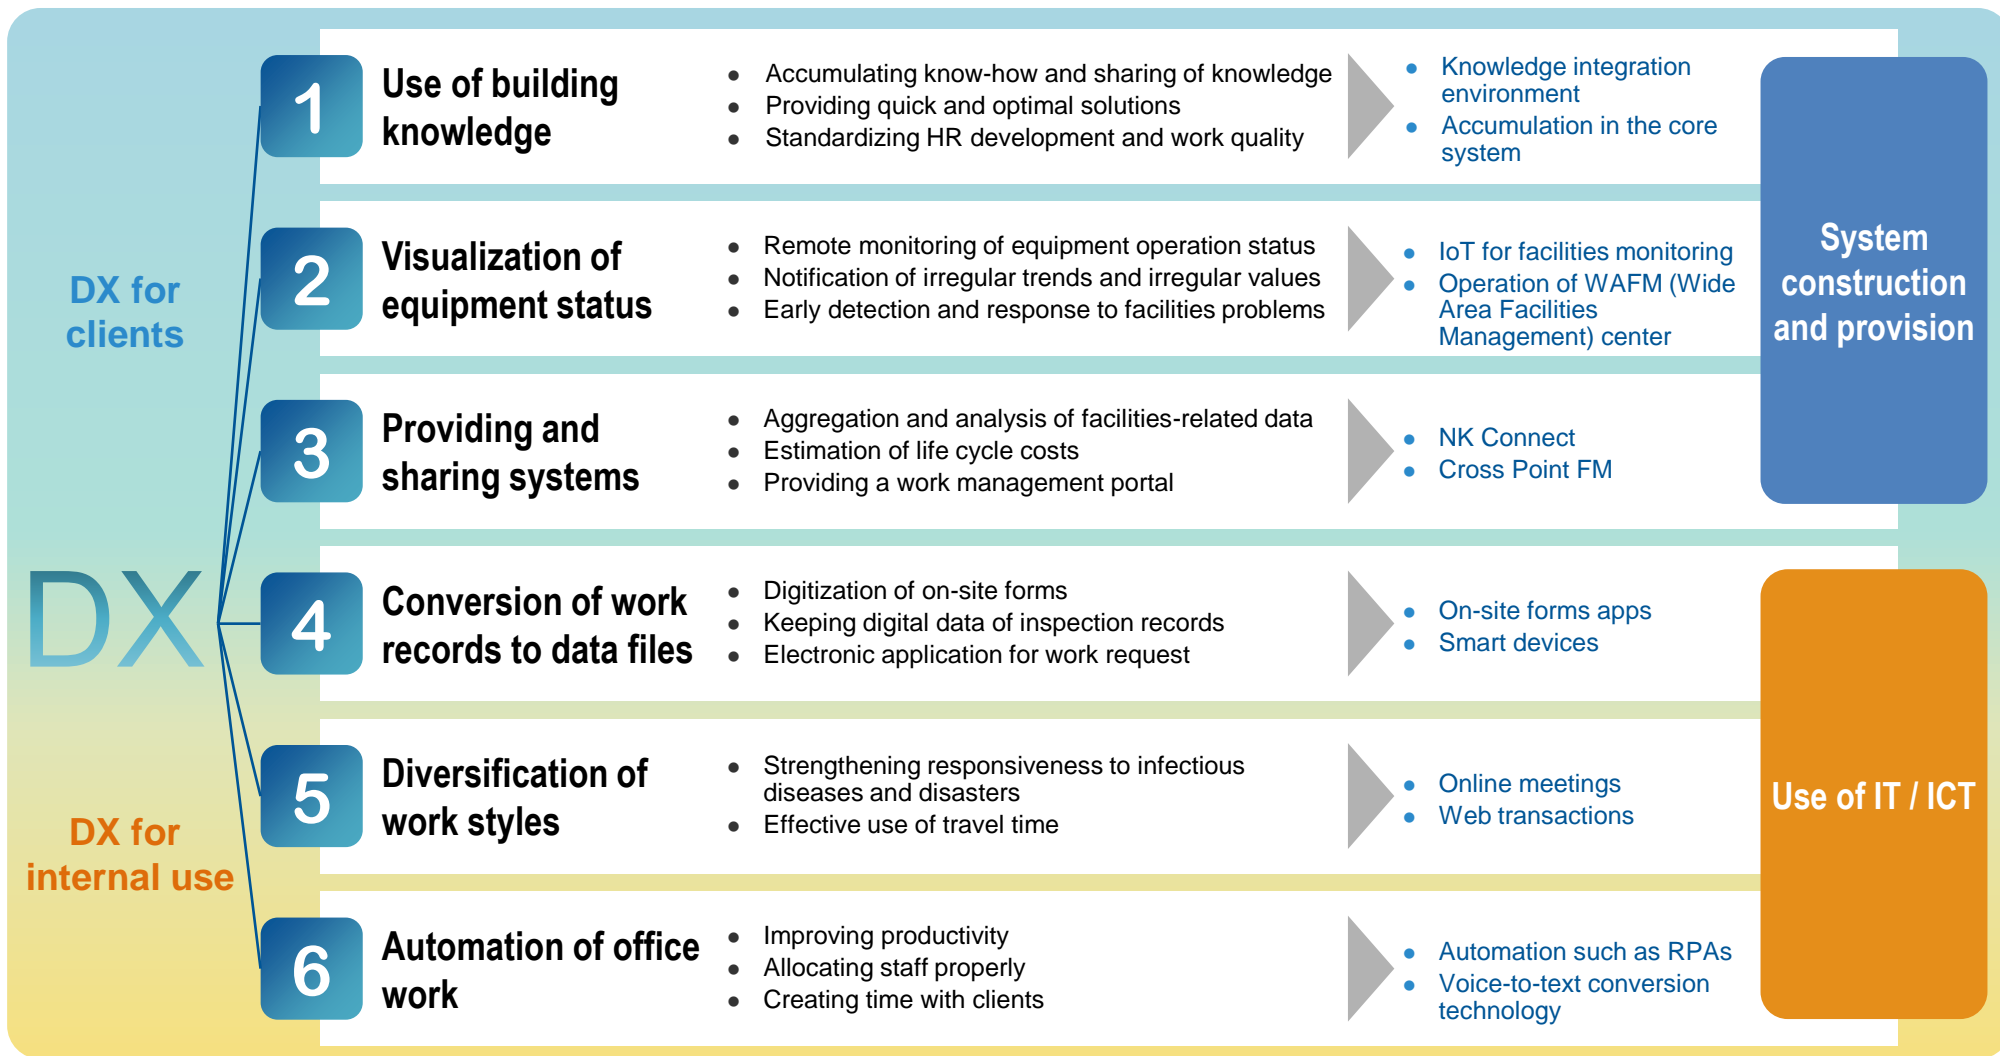 DX for
clients
DX
DX for
internal use
1
Use of building
knowledge
● Accumulating know-how and sharing of knowledge
● Providing quick and optimal solutions
● Standardizing HR development and work quality
● Knowledge integration
environment
● Accumulation in the core
system
2
Visualization of
equipment status
● Remote monitoring of equipment operation status
● Notification of irregular trends and irregular values
● Early detection and response to facilities problems
● IoT for facilities monitoring
● Operation of WAFM (Wide
Area Facilities
Management) center
3
Providing and
sharing systems
● Aggregation and analysis of facilities-related data
● Estimation of life cycle costs
● Providing a work management portal
● NK Connect
● Cross Point FM
System
construction
and provision
4
Conversion of work
records to data files
● Digitization of on-site forms
● Keeping digital data of inspection records
● Electronic application for work request
● On-site forms apps
● Smart devices
5
Diversification of
work styles
● Strengthening responsiveness to infectious
diseases and disasters
● Effective use of travel time
● Online meetings
● Web transactions
6
Automation of office
work
● Improving productivity
● Allocating staff properly
● Creating time with clients
● Automation such as RPAs
● Voice-to-text conversion
technology
Use of IT / ICT